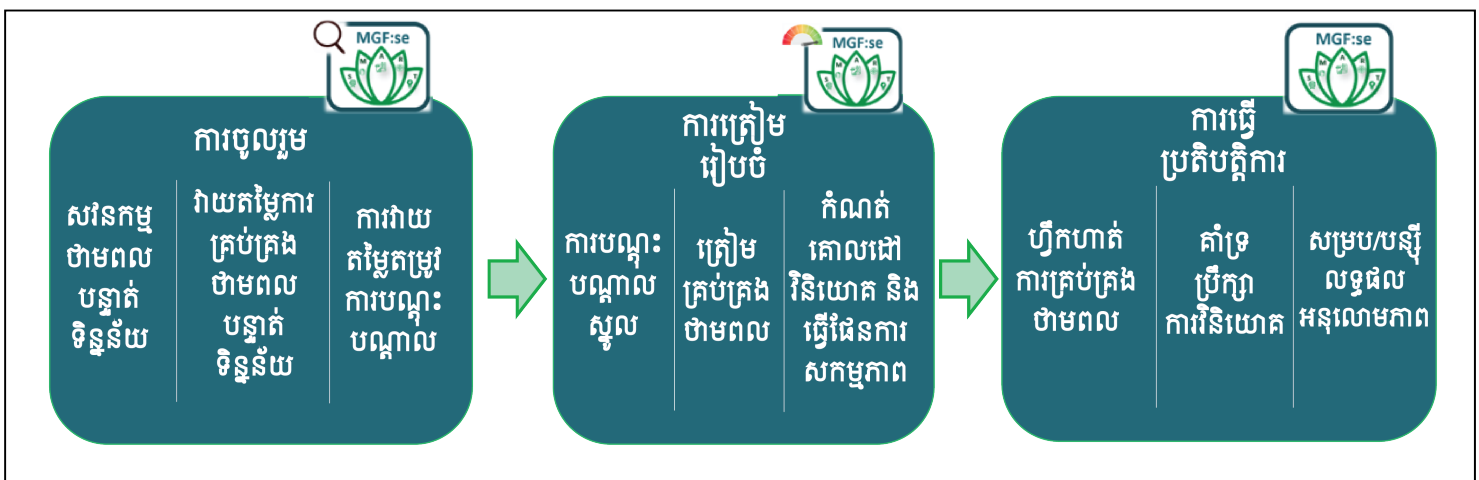 MGF:se
ការចូលរួម
សវនកម្ម
ថាមពល
បន្ទាត់
ទិន្នន័យ
វាយតម្លៃការ
គ្រប់គ្រង
ថាមពល
បន្ទាត់
ទិន្នន័យ
ការវាយ
តម្លៃតម្រូវ
ការបណ្តុះ
បណ្តាល
MGF:se
ការត្រៀម
រៀបចំ
ការបណ្តុះ
បណ្តាល
ស្នូល
ត្រៀម
គ្រប់គ្រង
ថាមពល
កំណត់
គោលដៅ
វិនិយោគ និង
ធ្វើផែនការ
សកម្មភាព
MGF:se
ការធ្វើ
ប្រតិបត្តិការ
ហ្វឹកហាត់
ការគ្រប់គ្រង
ថាមពល
គាំទ្រ
ប្រឹក្សា
ការវិនិយោគ
សម្រប/បន្ស៊ី
លទ្ធផល
អនុលោមភាព